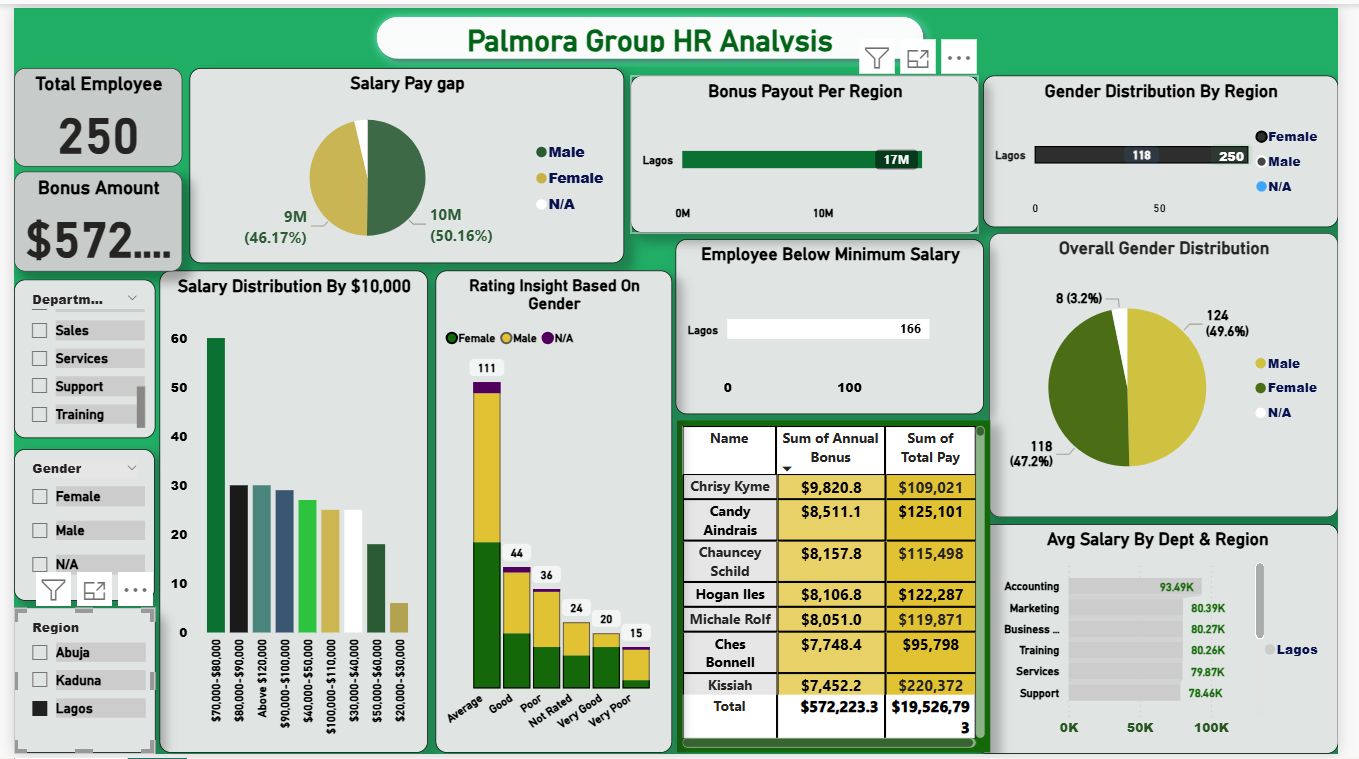 Palmora Group HR Analysis
Total Employee
250
Bonus Amount
$572....
Departm...
Sales
Services
Support
Training
Gender
Female
Male
N/A
Region
Abuja
Kaduna
Lagos
Salary Pay gap
9M
(46.17%)
10M
(50.16%)
Male
Female
N/A
Bonus Payout Per Region
Lagos
17M
0M
10M
Gender Distribution By Region
Lagos
118
250
0
50
Female
Male
N/A
Salary Distribution By $10,000
60
50
40
30
20
10
0
$70,000-$80,000
$80,000-$90,000
Above $120,000
$90,000-$100,000
$40,000-$50,000
$100,000-$110,000
$30,000-$40,000
$50,000-$60,000
$20,000-$30,000
Rating Insight Based On
Gender
Female Male N/A
111
44
36
24
20
15
Average
Good
Poor
Not Rated
Very Good
Very Poor
Employee Below Minimum Salary
Lagos
166
0
100
Name Sum of Annual Bonus Sum of Total Pay
Chrisy Kyme $9,820.8 $109,021
Candy Aindrais $8,511.1 $125,101
Chauncey Schild $8,157.8 $115,498
Hogan Iles $8,106.8 $122,287
Michale Rolf $8,051.0 $119,871
Ches Bonnell $7,748.4 $95,798
Kissiah $7,452.2 $220,372
Total $572,223.3 $19,526,793
Overall Gender Distribution
8 (3.2%)
124
(49.6%)
118
(47.2%)
Male
Female
N/A
Avg Salary By Dept & Region
Accounting 93.49K
Marketing 80.39K
Business ... 80.27K
Training 80.26K
Services 79.87K
Support 78.46K
0K
50K
100K
Lagos